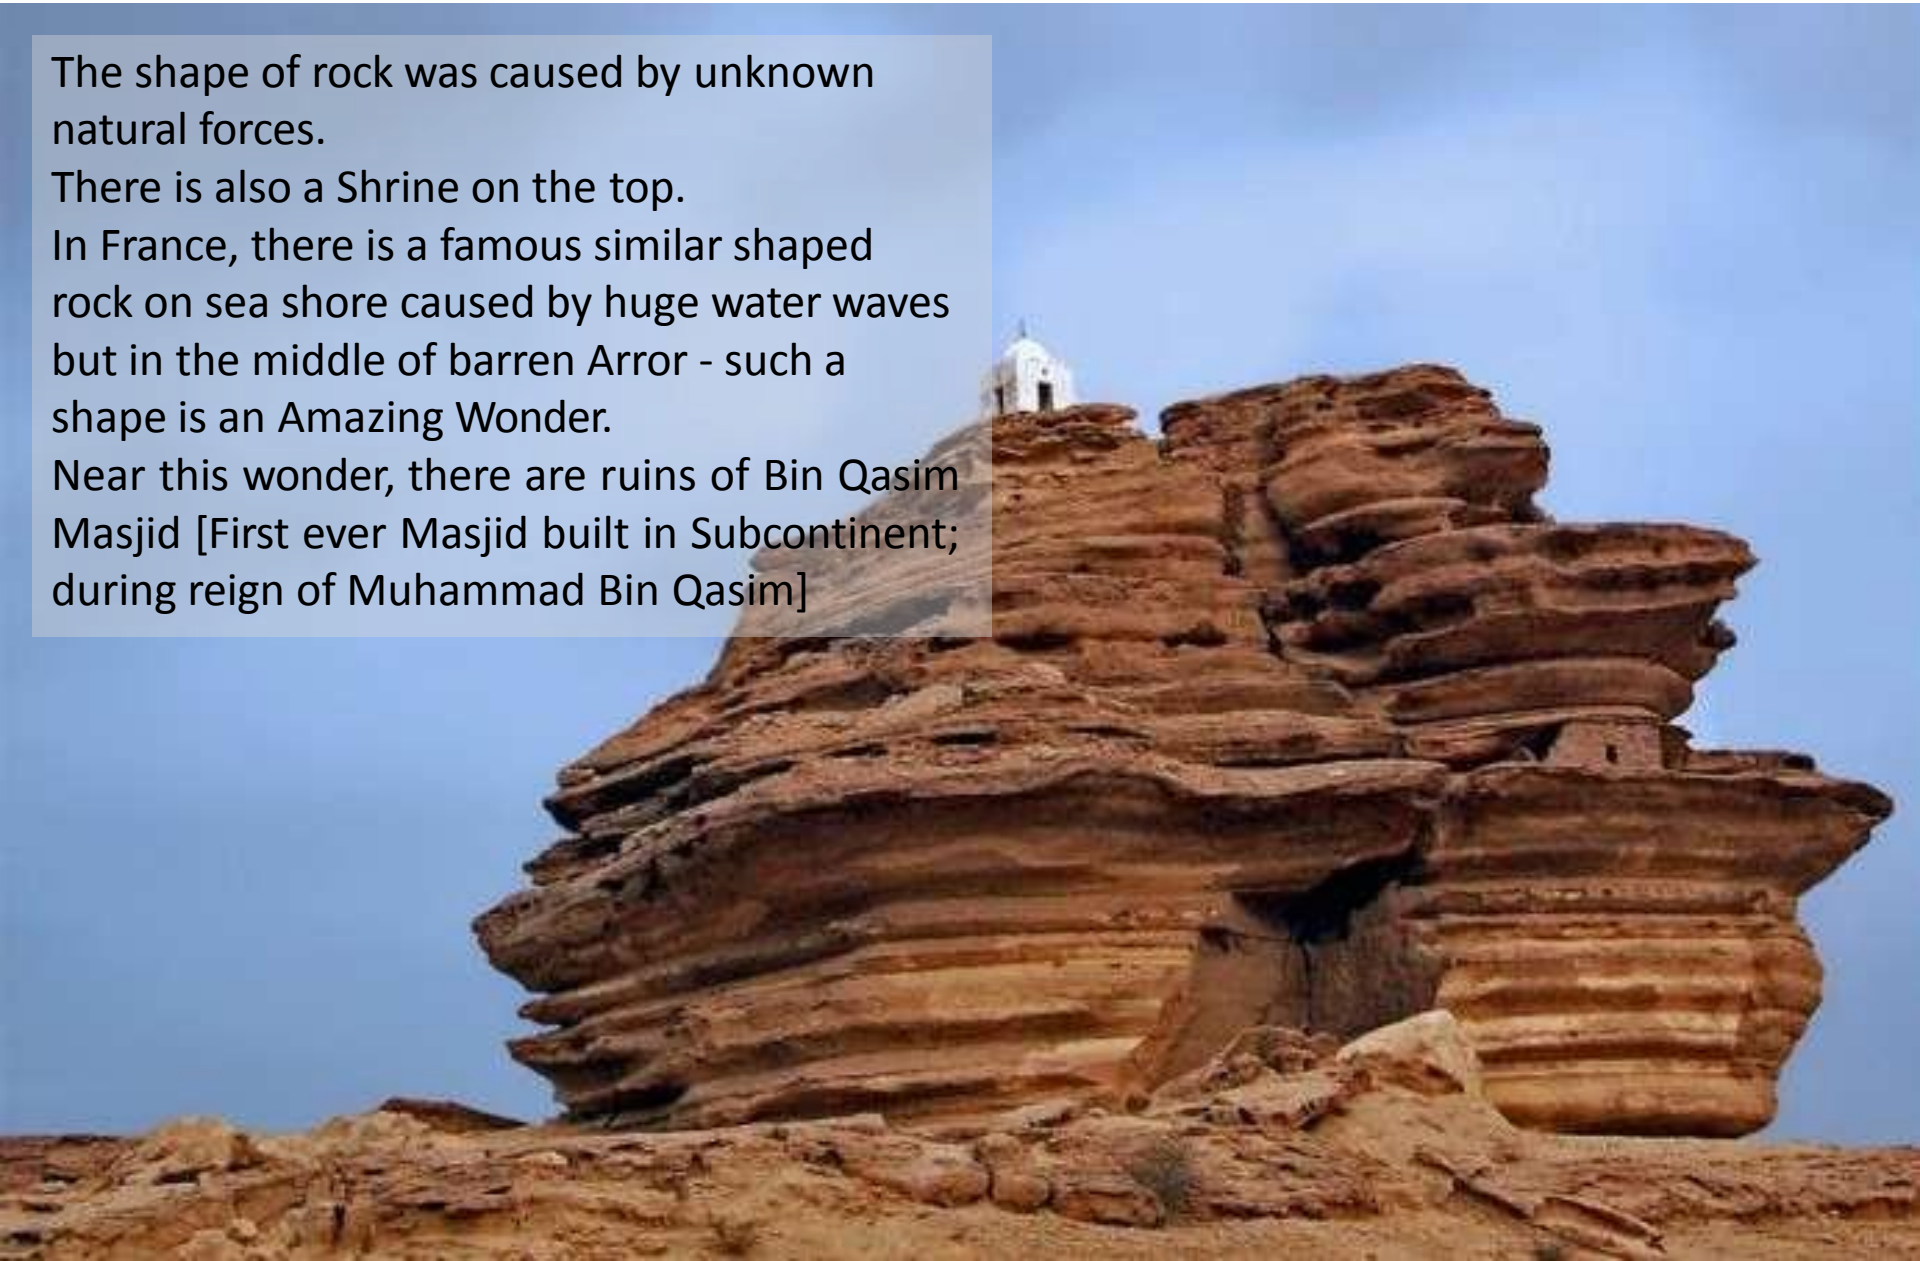 The shape of rock was caused by unknown
natural forces.
There is also a Shrine on the top.
In France, there is a famous similar shaped
rock on sea shore caused by huge water waves
but in the middle of barren Arror - such a
shape is an Amazing Wonder.
Near this wonder, there are ruins of Bin Qasim
Masjid [First ever Masjid built in Subcontinent;
during reign of Muhammad Bin Qasim]